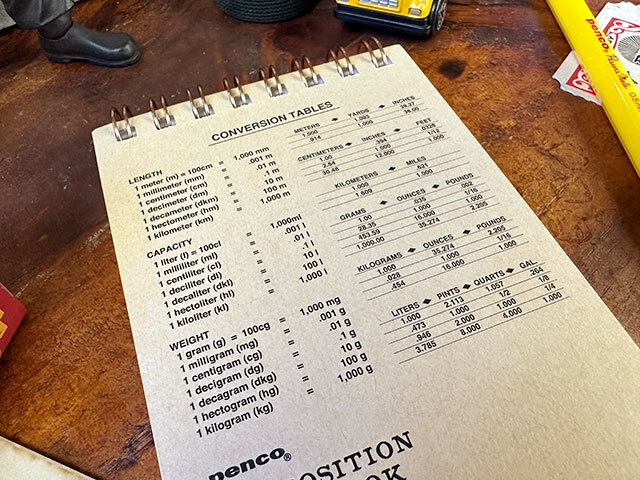 CONVERSION TABLES
LENGTH
1 meter (m) = 100cm = 1,000 mm
1 millimeter (mm) = .001 m
1 centimeter (cm) = .01 m
1 decimeter (dm) = .1 m
1 decameter (dkm) = 10 m
1 hectometer (hm) = 100 m
1 kilometer (km) = 1,000 m
CAPACITY
1 liter (l) = 100cl = 1,000ml
1 milliliter (ml) = .001 l
1 centiliter (cl) = .01 l
1 deciliter (dl) = .1 l
1 decaliter (dkl) = 10 l
1 hectoliter (hl) = 100 l
1 kiloliter (kl) = 1,000 l
WEIGHT
1 gram (g) = 100cg = 1,000 mg
1 milligram (mg) = .001 g
1 centigram (cg) = .01 g
1 decigram (dg) = .1 g
1 decagram (dkg) = 10 g
1 hectogram (hg) = 100 g
1 kilogram (kg) = 1,000 g
METERS ◆ YARDS ◆ INCHES
1.000 1.093 39.37
.914 1.000 36.00
CENTIMETERS ◆ INCHES ◆ FEET
1.00 .394 .0328
2.54 1.000 1/12
30.48 12.000 1.000
KILOMETERS ◆ MILES
1.000 .621
1.609 1.000
GRAMS ◆ OUNCES ◆ POUNDS
1.00 .035 .002
28.35 1.000 1/16
453.59 16.000 1.000
1,000.00 35.274 2.205
KILOGRAMS ◆ OUNCES ◆ POUNDS
1.000 35.274 2.205
.028 1.000 1/16
.454 16.000 1.000
LITERS ◆ PINTS ◆ QUARTS ◆ GAL.
1.000 2.113 1.057 .264
.473 1.000 1/2 1/8
.946 2.000 1.000 1/4
3.785 8.000 4.000 1.000
penco®
OSITION
OK
penco